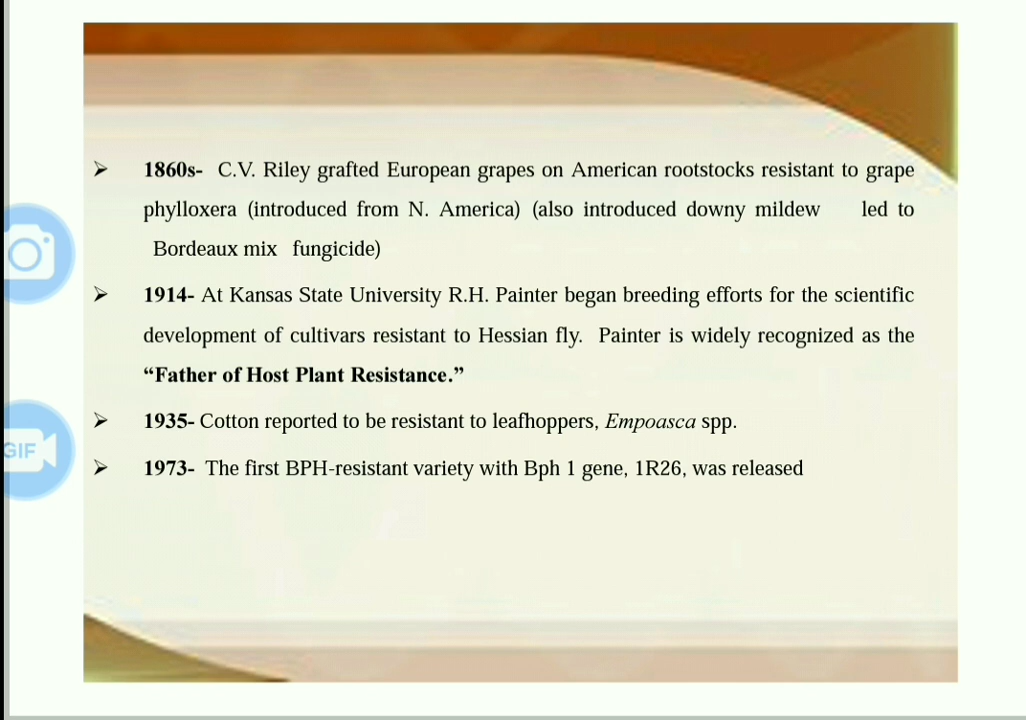 ➢ 1860s- C.V. Riley grafted European grapes on American rootstocks resistant to grape
phylloxera (introduced from N. America) (also introduced downy mildew led to
Bordeaux mix fungicide)
➢ 1914- At Kansas State University R.H. Painter began breeding efforts for the scientific
development of cultivars resistant to Hessian fly. Painter is widely recognized as the
“Father of Host Plant Resistance.”
➢ 1935- Cotton reported to be resistant to leafhoppers, Empoasca spp.
➢ 1973- The first BPH-resistant variety with Bph 1 gene, 1R26, was released
GIF